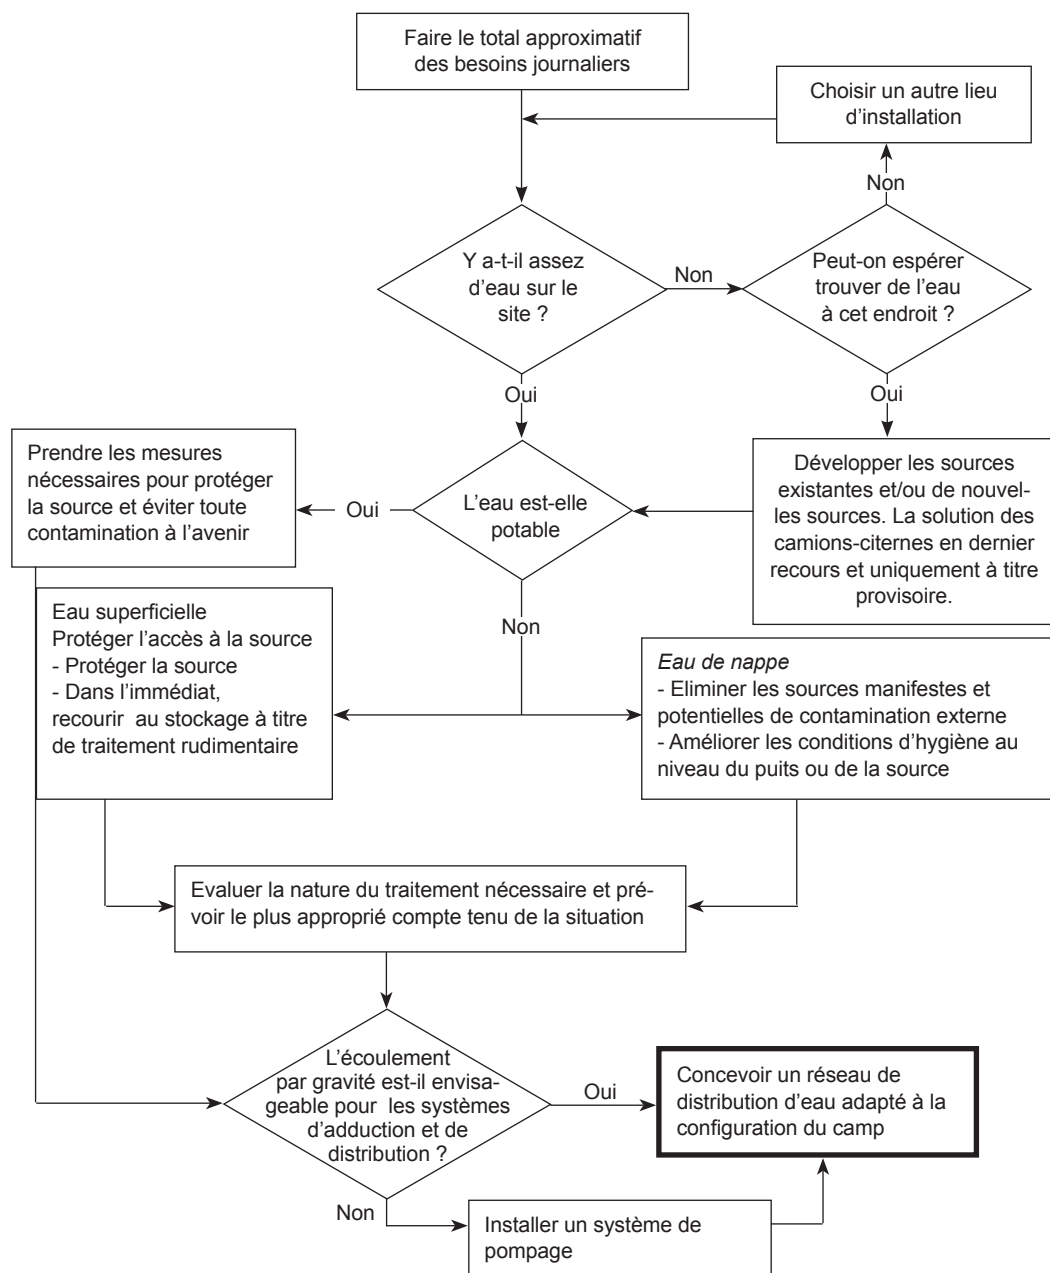 Faire le total approximatif
des besoins journaliers
Choisir un autre lieu
d'installation
Non
Y a-t-il assez
d'eau sur le
site ?
Non
Peut-on espérer
trouver de l'eau
à cet endroit ?
Oui
Oui
Prendre les mesures
nécessaires pour protéger
la source et éviter toute
contamination à l'avenir
Oui
L'eau est-elle
potable
Développer les sources
existantes et/ou de nouvel-
les sources. La solution des
camions-citernes en dernier
recours et uniquement à titre
provisoire.
Non
Eau superficielle
Protéger l'accès à la source
- Protéger la source
- Dans l'immédiat,
recourir au stockage à titre
de traitement rudimentaire
Eau de nappe
- Eliminer les sources manifestes et
potentielles de contamination externe
- Améliorer les conditions d'hygiène au
niveau du puits ou de la source
Evaluer la nature du traitement nécessaire et pré-
voir le plus approprié compte tenu de la situation
L'écoulement
par gravité est-il envisa-
geable pour les systèmes
d'adduction et de
distribution ?
Oui
Concevoir un réseau de
distribution d'eau adapté à la
configuration du camp
Non
Installer un système de
pompage